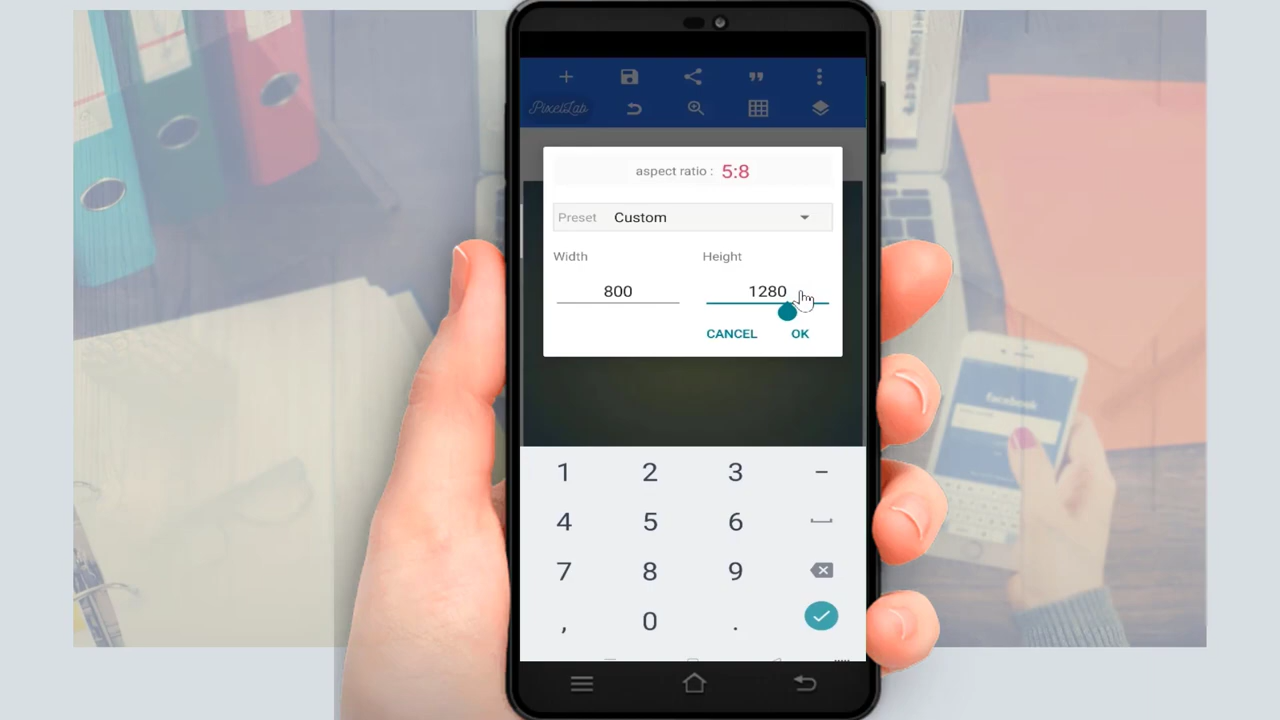 PixelLab
aspect ratio : 5:8
Preset Custom
Width Height
800 1280
CANCEL OK
facebook
1 2 3 –
4 5 6
7 8 9
, 0 .